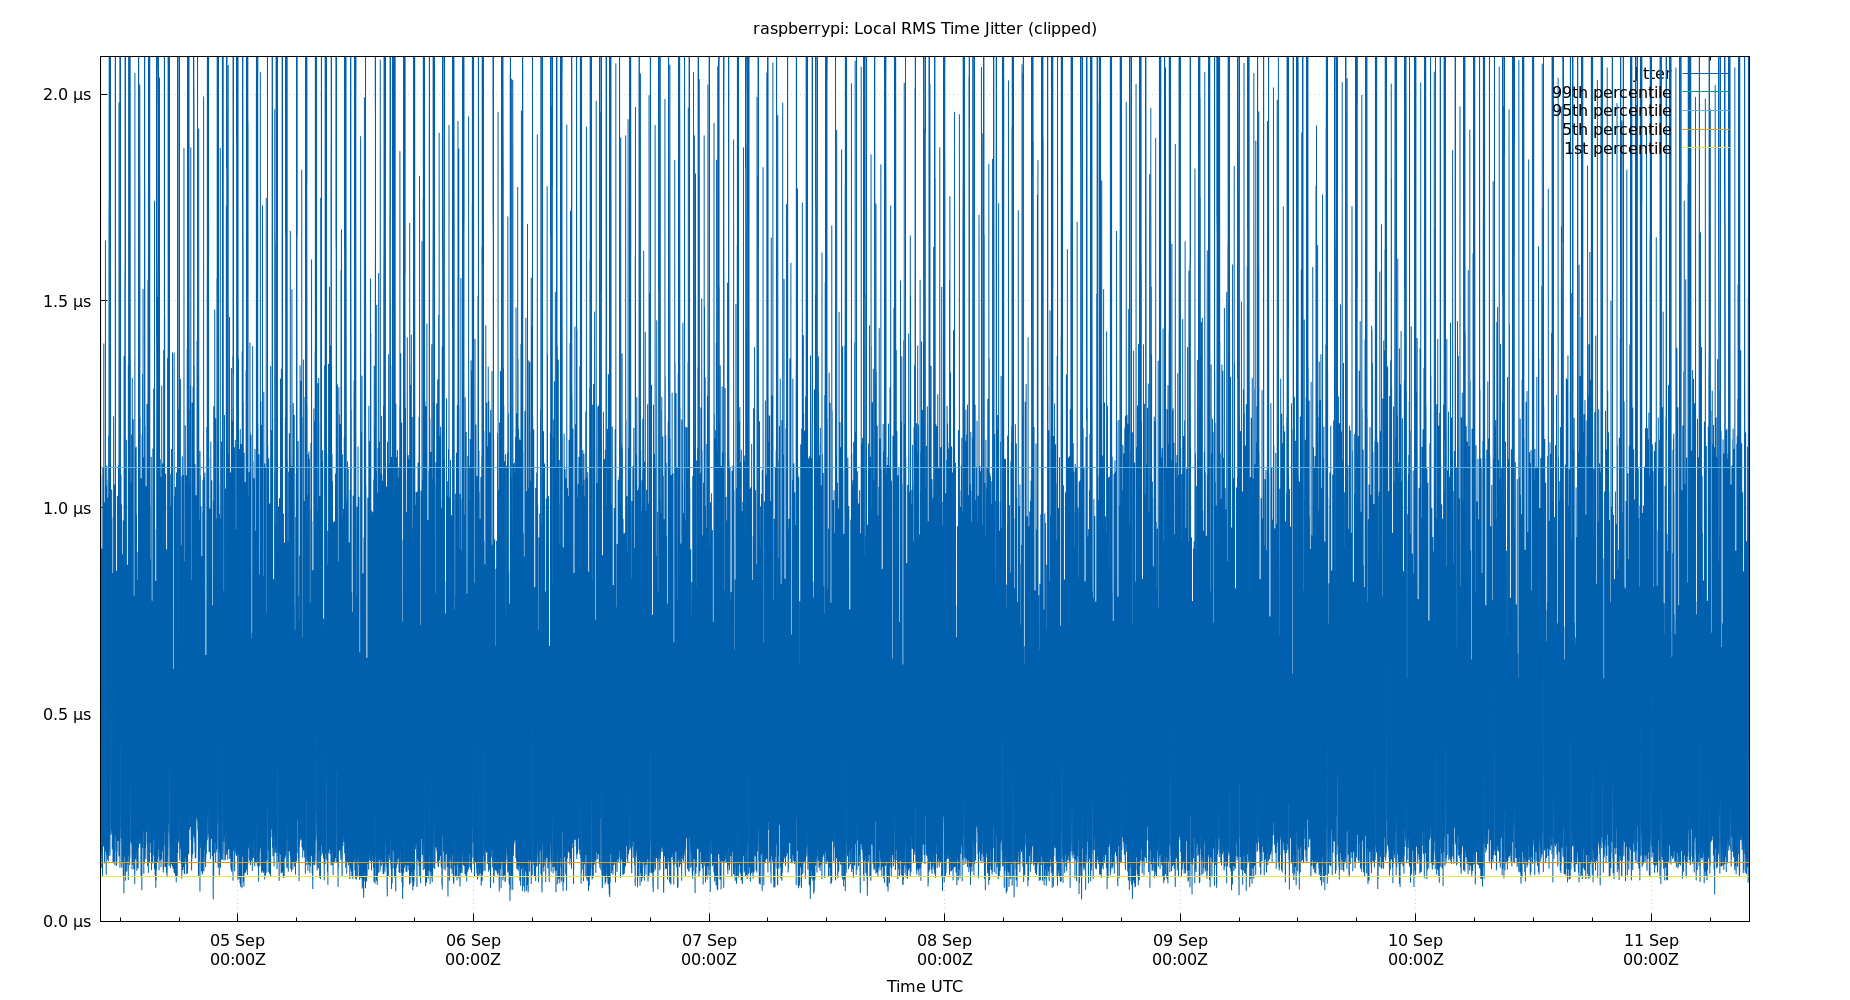 raspberrypi: Local RMS Time Jitter (clipped)
2.0 μs
1.5 μs
1.0 μs
0.5 μs
0.0 μs
jitter
99th percentile
95th percentile
5th percentile
1st percentile
05 Sep
00:00Z
06 Sep
00:00Z
07 Sep
00:00Z
08 Sep
00:00Z
09 Sep
00:00Z
10 Sep
00:00Z
11 Sep
00:00Z
Time UTC